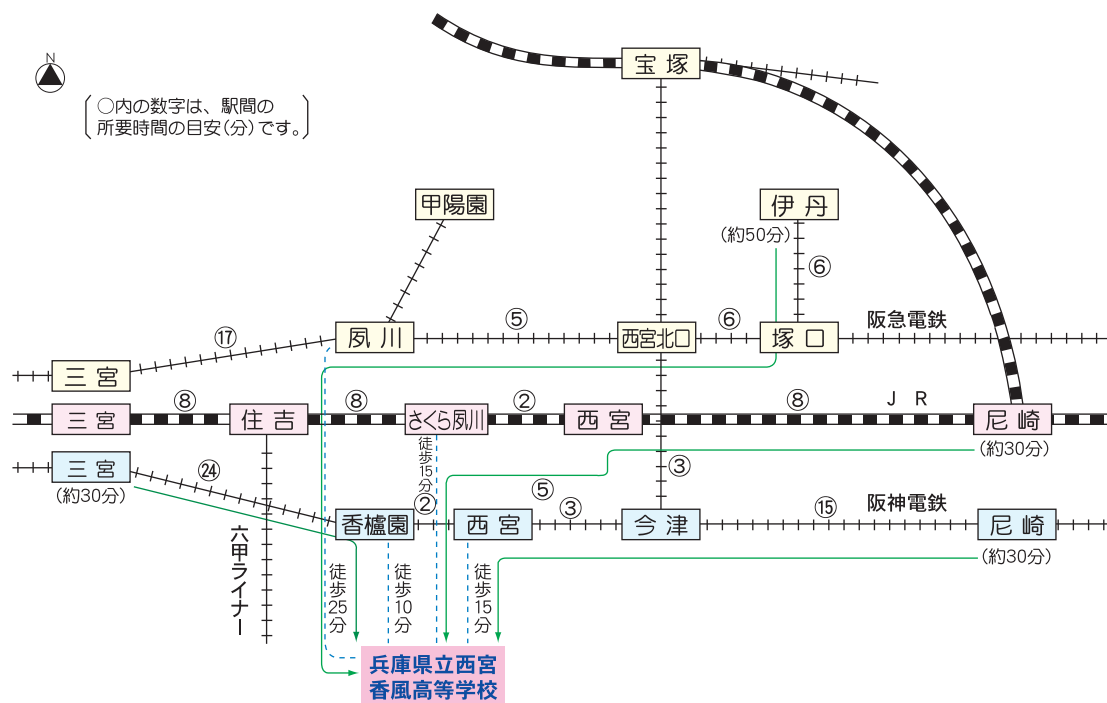 N
○内の数字は、駅間の
所要時間の目安(分)です。
宝塚
甲陽園
伊丹
(約50分)
⑥
⑰
夙川
⑤
西宮北口
⑥
塚口
阪急電鉄
三宮
三宮
⑧
住吉
⑧
さくら夙川
②
西宮
⑧
JR
尼崎
(約30分)
徒歩15分
③
三宮
(約30分)
㉔
香櫨園
②
西宮
⑤
③
今津
⑮
阪神電鉄
尼崎
(約30分)
六甲ライナー
徒歩25分
徒歩10分
徒歩15分
兵庫県立西宮
香風高等学校